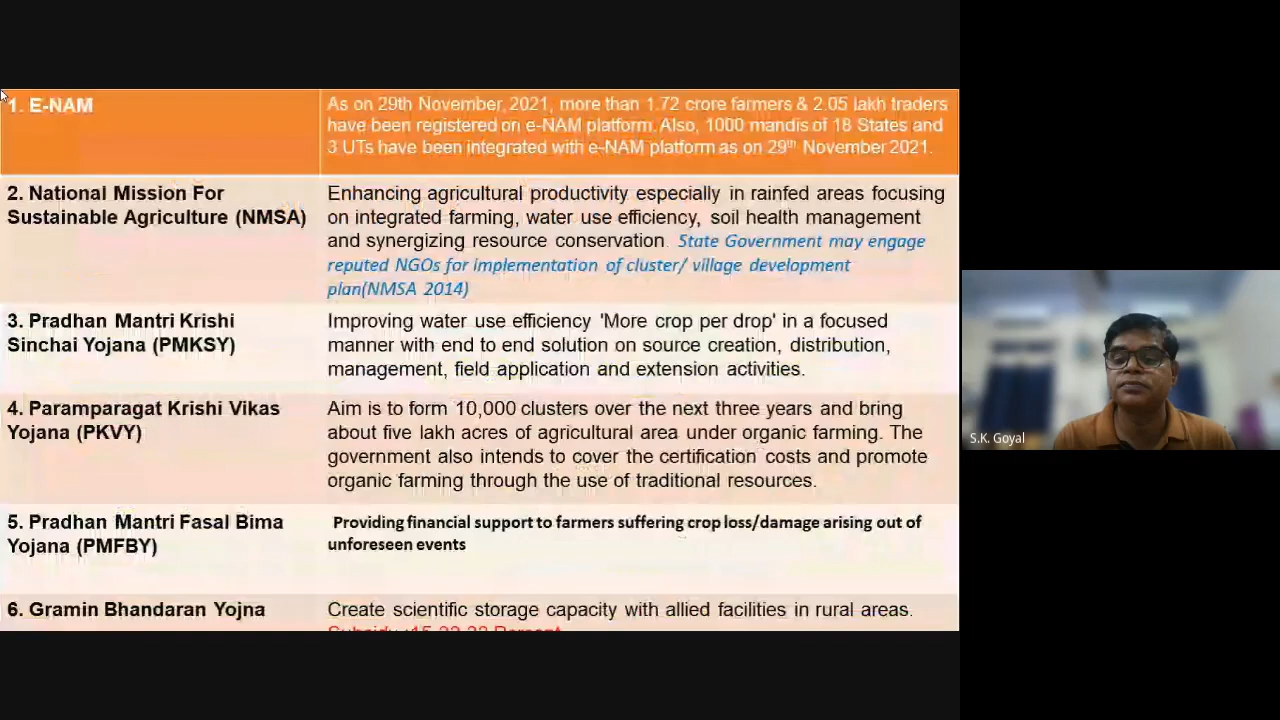 1. E-NAM
As on 29th November, 2021, more than 1.72 crore farmers & 2.05 lakh traders
have been registered on e-NAM platform. Also, 1000 mandis of 18 States and
3 UTs have been integrated with e-NAM platform as on 29th November 2021.
2. National Mission For
Sustainable Agriculture (NMSA)
Enhancing agricultural productivity especially in rainfed areas focusing
on integrated farming, water use efficiency, soil health management
and synergizing resource conservation. State Government may engage
reputed NGOs for implementation of cluster/ village development
plan(NMSA 2014)
3. Pradhan Mantri Krishi
Sinchai Yojana (PMKSY)
Improving water use efficiency 'More crop per drop' in a focused
manner with end to end solution on source creation, distribution,
management, field application and extension activities.
4. Paramparagat Krishi Vikas
Yojana (PKVY)
Aim is to form 10,000 clusters over the next three years and bring
about five lakh acres of agricultural area under organic farming. The
government also intends to cover the certification costs and promote
organic farming through the use of traditional resources.
5. Pradhan Mantri Fasal Bima
Yojana (PMFBY)
Providing financial support to farmers suffering crop loss/damage arising out of
unforeseen events
6. Gramin Bhandaran Yojna
Create scientific storage capacity with allied facilities in rural areas.
S.K. Goyal